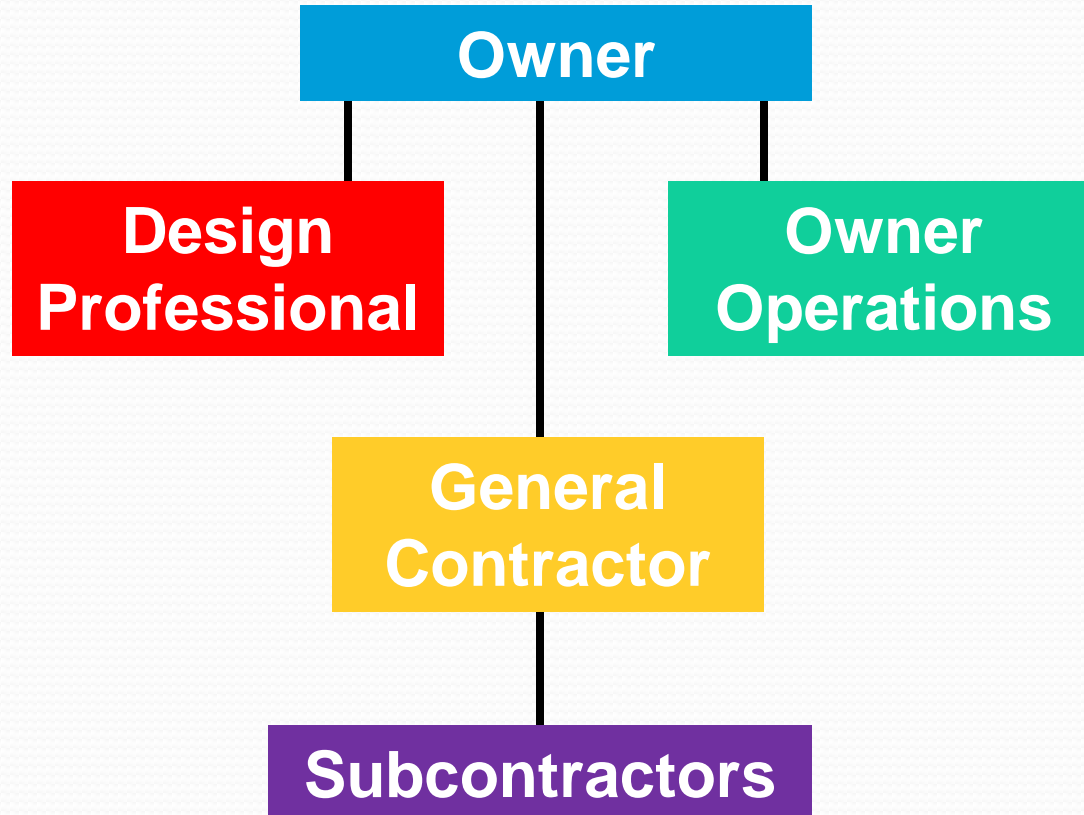 Owner
Design
Professional
Owner
Operations
General
Contractor
Subcontractors